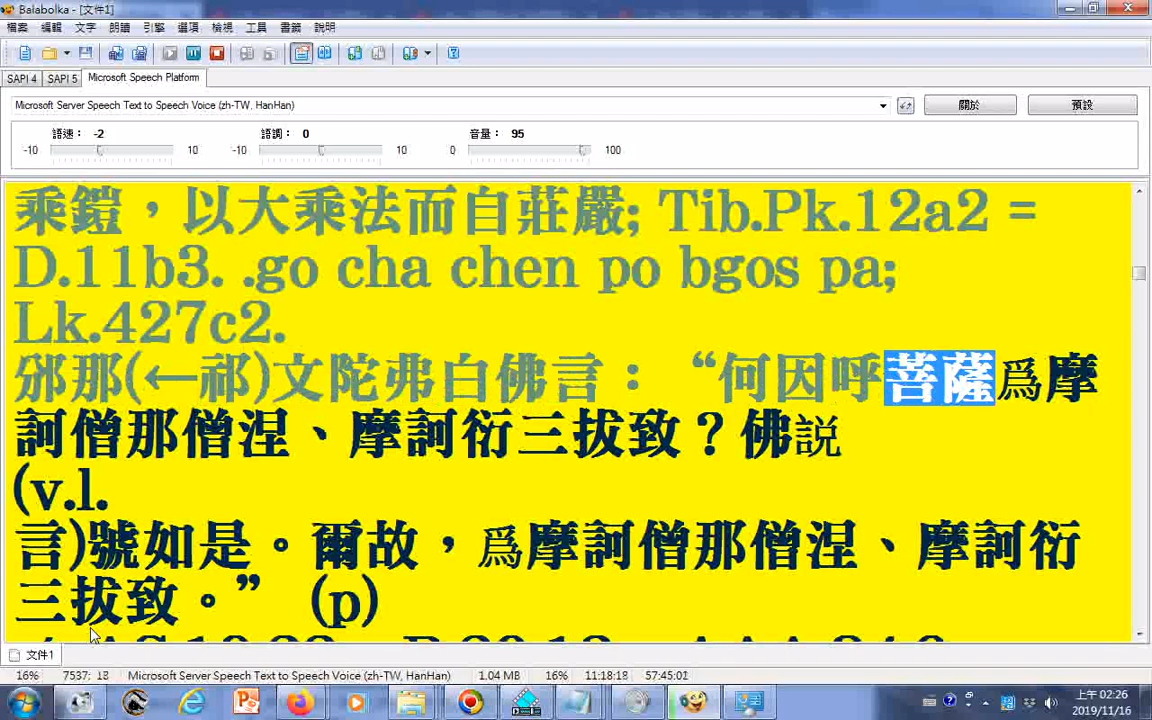 Balabolka - [文件1]
檔案 編輯 文字 朗讀 引擎 選項 檢視 工具 書籤 說明
SAPI 4 SAPI 5 Microsoft Speech Platform
Microsoft Server Speech Text to Speech Voice (zh-TW, HanHan) 關於 預設
語速： -2 語調： 0 音量： 95
-10 10 -10 10 0 100
乘鎧，以大乘法而自莊嚴; Tib.Pk.12a2 =
D.11b3. .go cha chen po bgos pa;
Lk.427c2.
邠那(←祁)文陀弗白佛言：“何因呼菩薩爲摩
訶僧那僧涅、摩訶衍三拔致？佛説
(v.l.
言)號如是。爾故，爲摩訶僧那僧涅、摩訶衍
三拔致。” (p)
文件1
16% 7537: 18 Microsoft Server Speech Text to Speech Voice (zh-TW, HanHan) 1.04 MB 16% 11:18:18 57:45:01
上午 02:26
2019/11/16